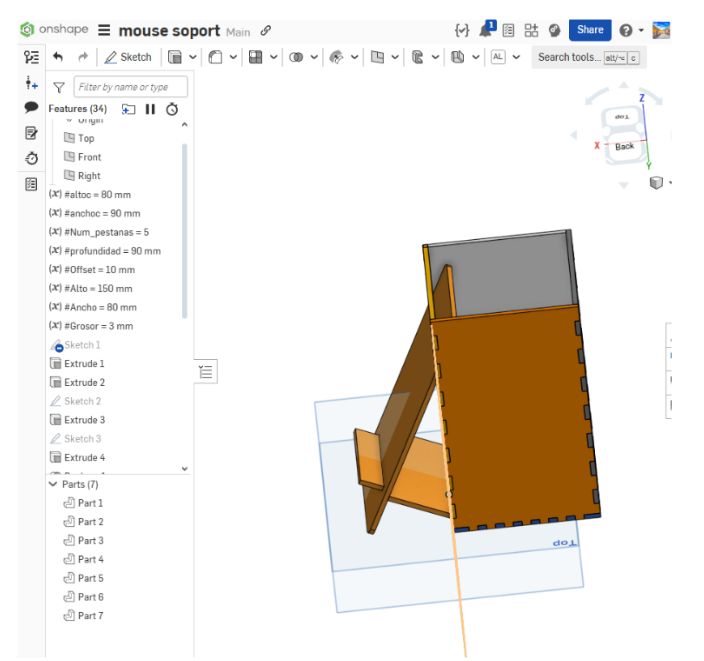 onshape mouse soport Main
1
Share
Sketch
AL
Search tools... alt/⌥ c
Filter by name or type
Features (34)
Origin
Top
Front
Right
(x) #altoc = 80 mm
(x) #anchoc = 90 mm
(x) #Num_pestanas = 5
(x) #profundidad = 90 mm
(x) #Offset = 10 mm
(x) #Alto = 150 mm
(x) #Ancho = 80 mm
(x) #Grosor = 3 mm
Sketch 1
Extrude 1
Extrude 2
Sketch 2
Extrude 3
Sketch 3
Extrude 4
Parts (7)
Part 1
Part 2
Part 3
Part 4
Part 5
Part 6
Part 7
Z
Top
X
Back
Y
Top